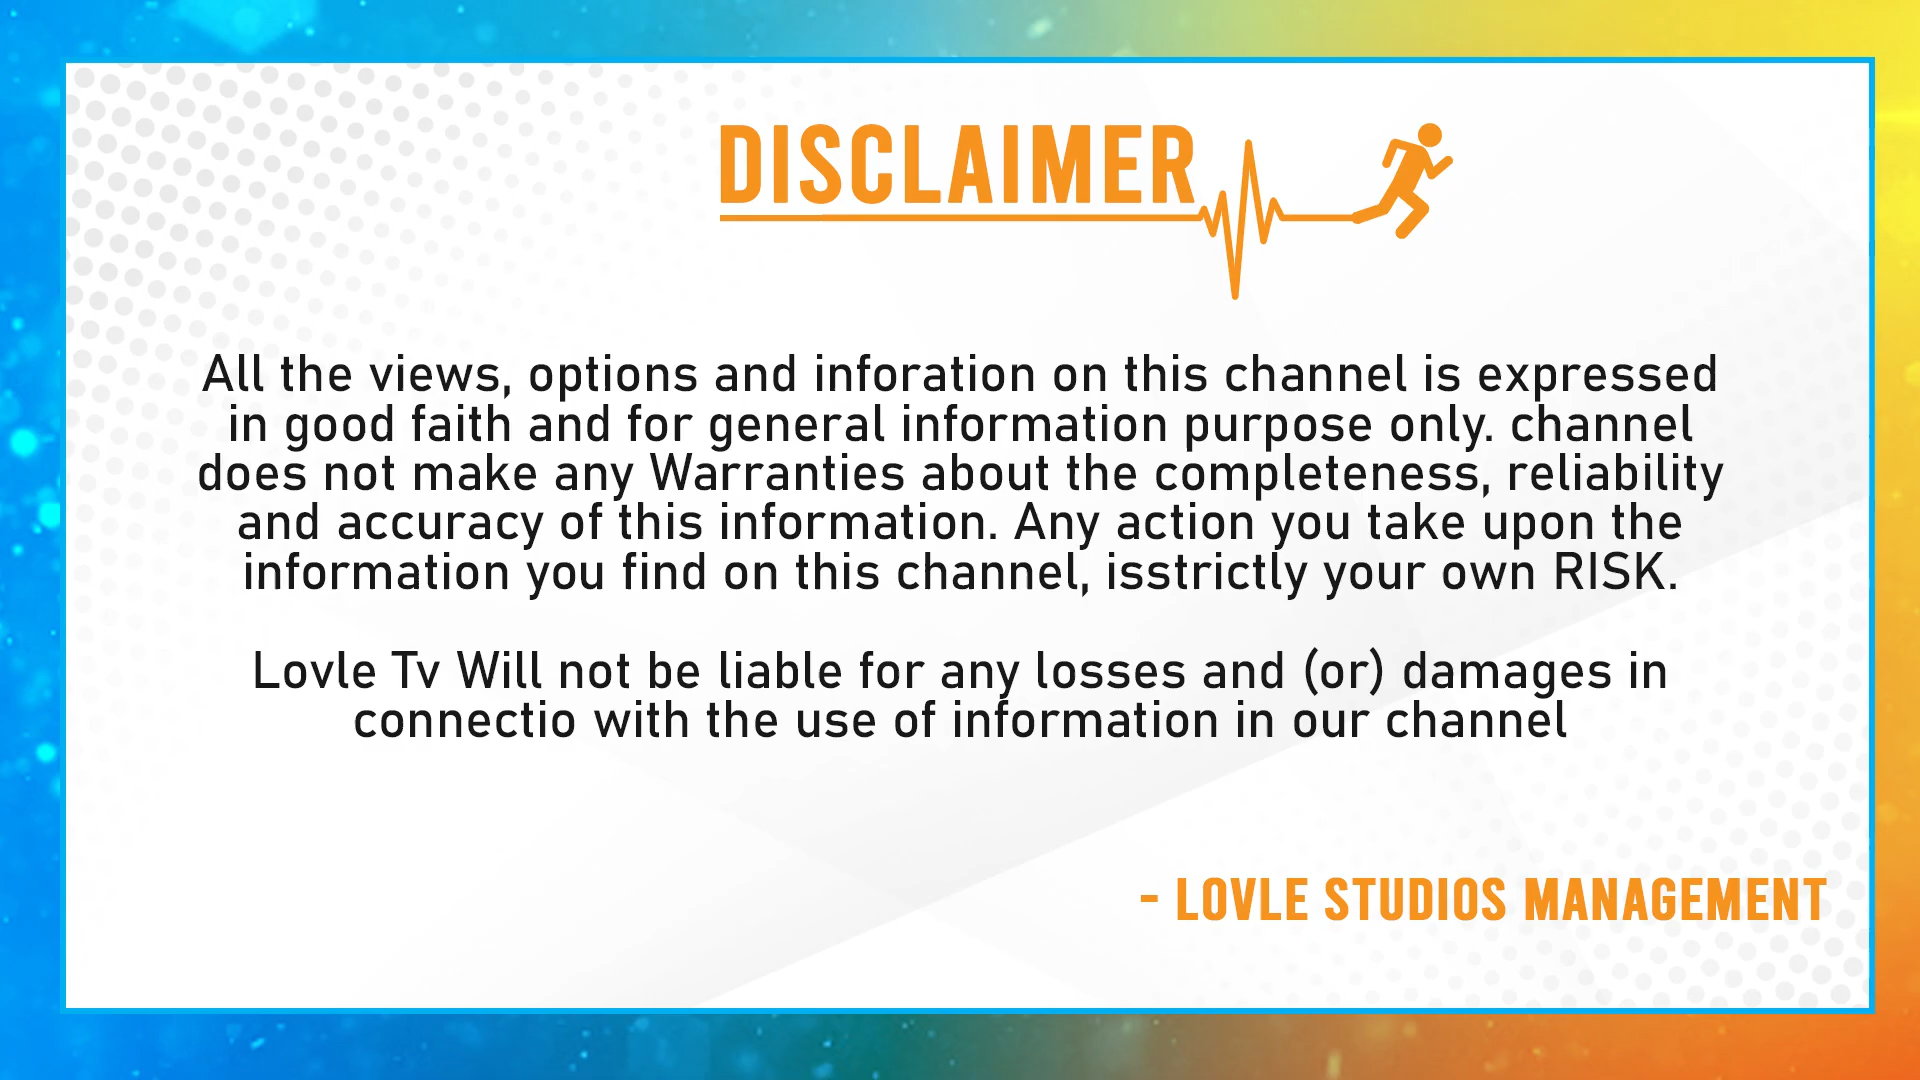 DISCLAIMER
All the views, options and inforation on this channel is expressed
in good faith and for general information purpose only. channel
does not make any Warranties about the completeness, reliability
and accuracy of this information. Any action you take upon the
information you find on this channel, isstrictly your own RISK.
Lovle Tv Will not be liable for any losses and (or) damages in
connectio with the use of information in our channel
- LOVLE STUDIOS MANAGEMENT